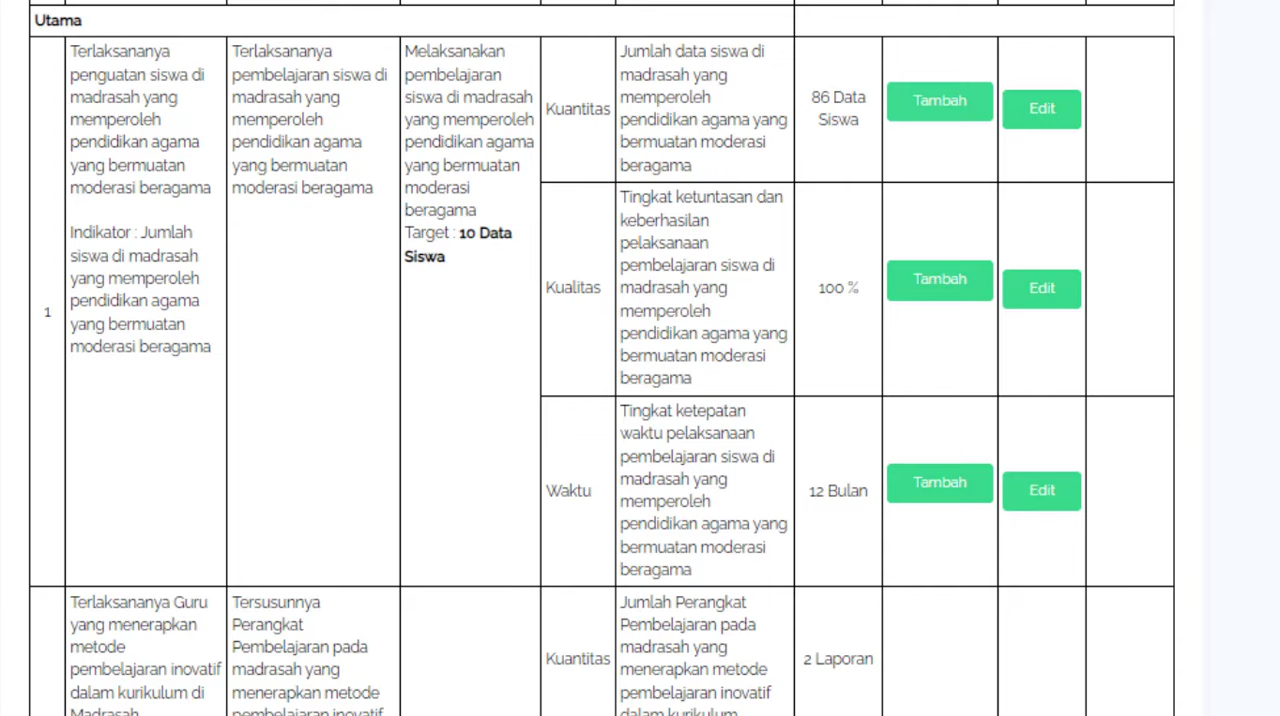 Utama
1
Terlaksananya
penguatan siswa di
madrasah yang
memperoleh
pendidikan agama
yang bermuatan
moderasi beragama
Indikator : Jumlah
siswa di madrasah
yang memperoleh
pendidikan agama
yang bermuatan
moderasi beragama
Terlaksananya
pembelajaran siswa di
madrasah yang
memperoleh
pendidikan agama
yang bermuatan
moderasi beragama
Melaksanakan
pembelajaran
siswa di madrasah
yang memperoleh
pendidikan agama
yang bermuatan
moderasi
beragama
Target : 10 Data
Siswa
Kuantitas
Jumlah data siswa di
madrasah yang
memperoleh
pendidikan agama yang
bermuatan moderasi
beragama
86 Data
Siswa
Tambah
Edit
Kualitas
Tingkat ketuntasan dan
keberhasilan
pelaksanaan
pembelajaran siswa di
madrasah yang
memperoleh
pendidikan agama yang
bermuatan moderasi
beragama
100 %
Tambah
Edit
Waktu
Tingkat ketepatan
waktu pelaksanaan
pembelajaran siswa di
madrasah yang
memperoleh
pendidikan agama yang
bermuatan moderasi
beragama
12 Bulan
Tambah
Edit
Terlaksananya Guru
yang menerapkan
metode
pembelajaran inovatif
dalam kurikulum di
Madrasah
Tersusunnya
Perangkat
Pembelajaran pada
madrasah yang
menerapkan metode
pembelajaran inovatif
Kuantitas
Jumlah Perangkat
Pembelajaran pada
madrasah yang
menerapkan metode
pembelajaran inovatif
dalam kurikulum
2 Laporan